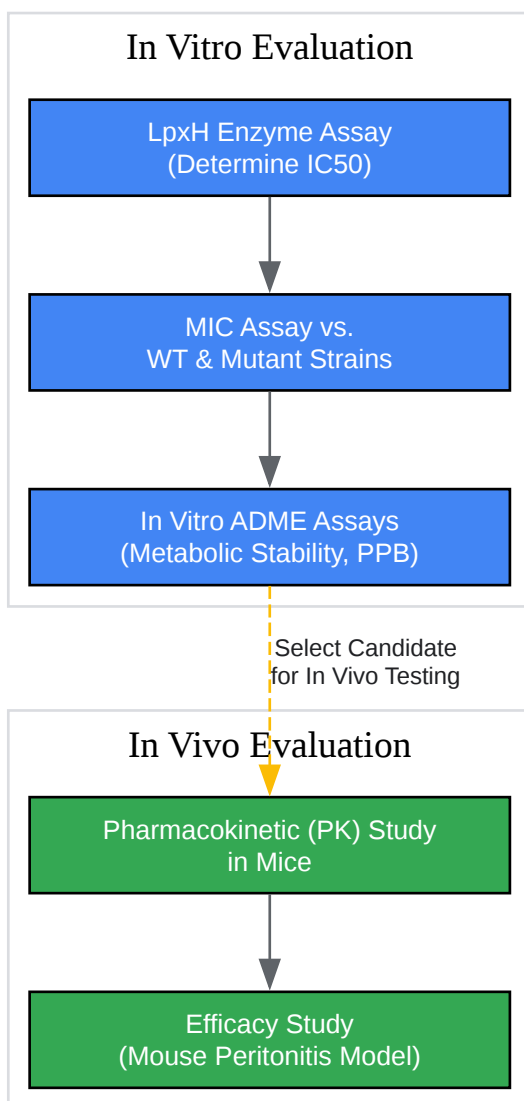 In Vitro Evaluation
LpxH Enzyme Assay
(Determine IC50)
MIC Assay vs.
WT & Mutant Strains
In Vitro ADME Assays
(Metabolic Stability, PPB)
Select Candidate
for In Vivo Testing
In Vivo Evaluation
Pharmacokinetic (PK) Study
in Mice
Efficacy Study
(Mouse Peritonitis Model)